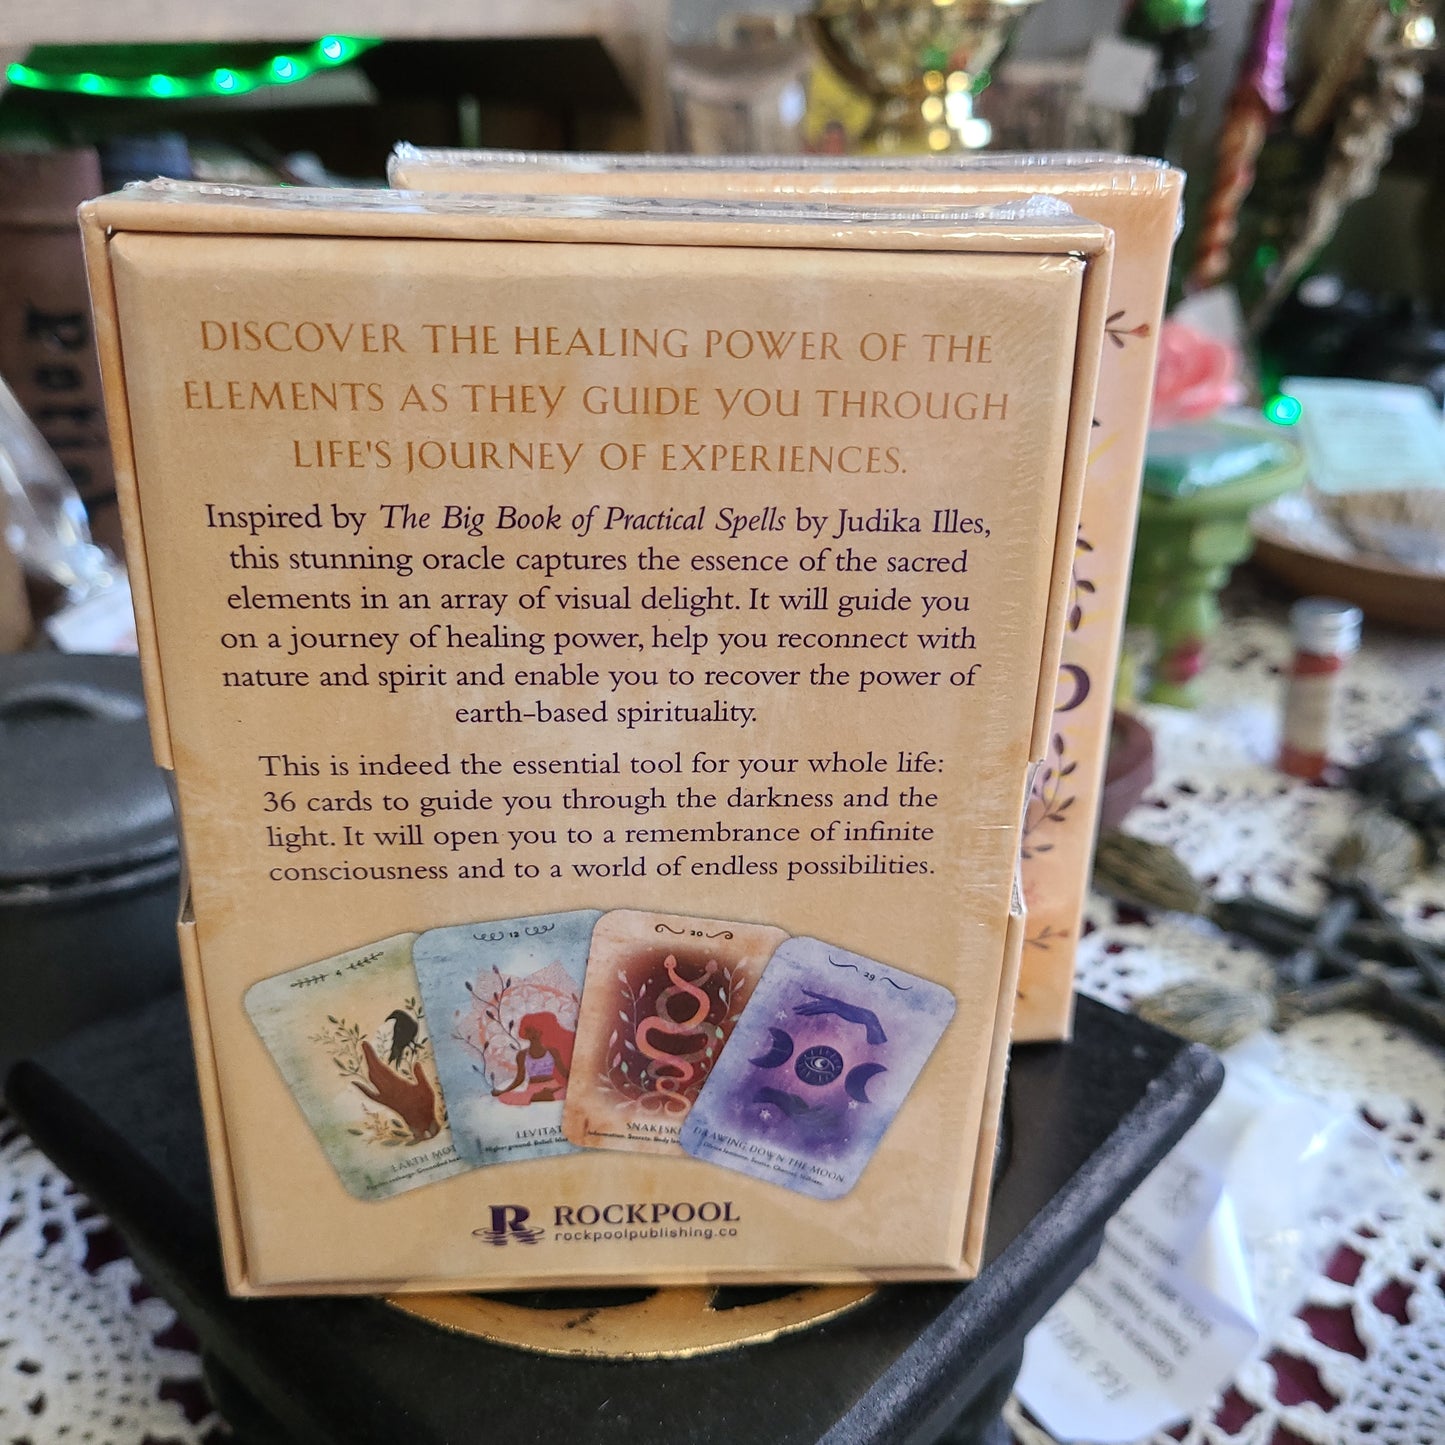 DISCOVER THE HEALING POWER OF THE
ELEMENTS AS THEY GUIDE YOU THROUGH
LIFE'S JOURNEY OF EXPERIENCES.
Inspired by The Big Book of Practical Spells by Judika Illes,
this stunning oracle captures the essence of the sacred
elements in an array of visual delight. It will guide you
on a journey of healing power, help you reconnect with
nature and spirit and enable you to recover the power of
earth-based spirituality.
This is indeed the essential tool for your whole life:
36 cards to guide you through the darkness and the
light. It will open you to a remembrance of infinite
consciousness and to a world of endless possibilities.
4
12
20
29
EARTH
DRAWING DOWN THE MOON
R ROCKPOOL
rockpoolpublishing.co